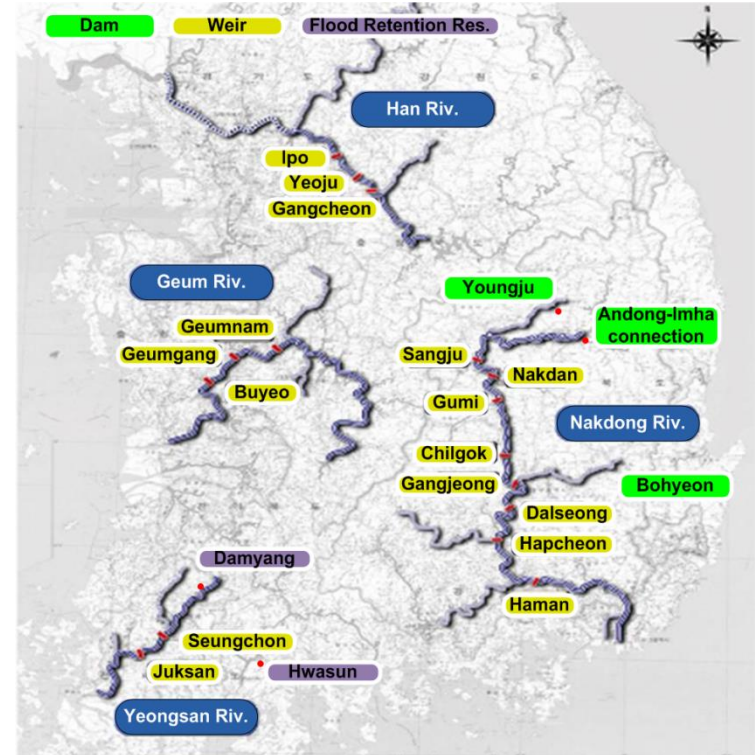 Dam
Weir
Flood Retention Res.
N
Han Riv.
Ipo
Yeoju
Gangcheon
Geum Riv.
Geumnam
Geumgang
Buyeo
Youngju
Andong-Imha
connection
Sangju
Nakdan
Gumi
Nakdong Riv.
Chilgok
Gangjeong
Bohyeon
Dalseong
Hapcheon
Haman
Damyang
Seungchon
Juksan
Hwasun
Yeongsan Riv.